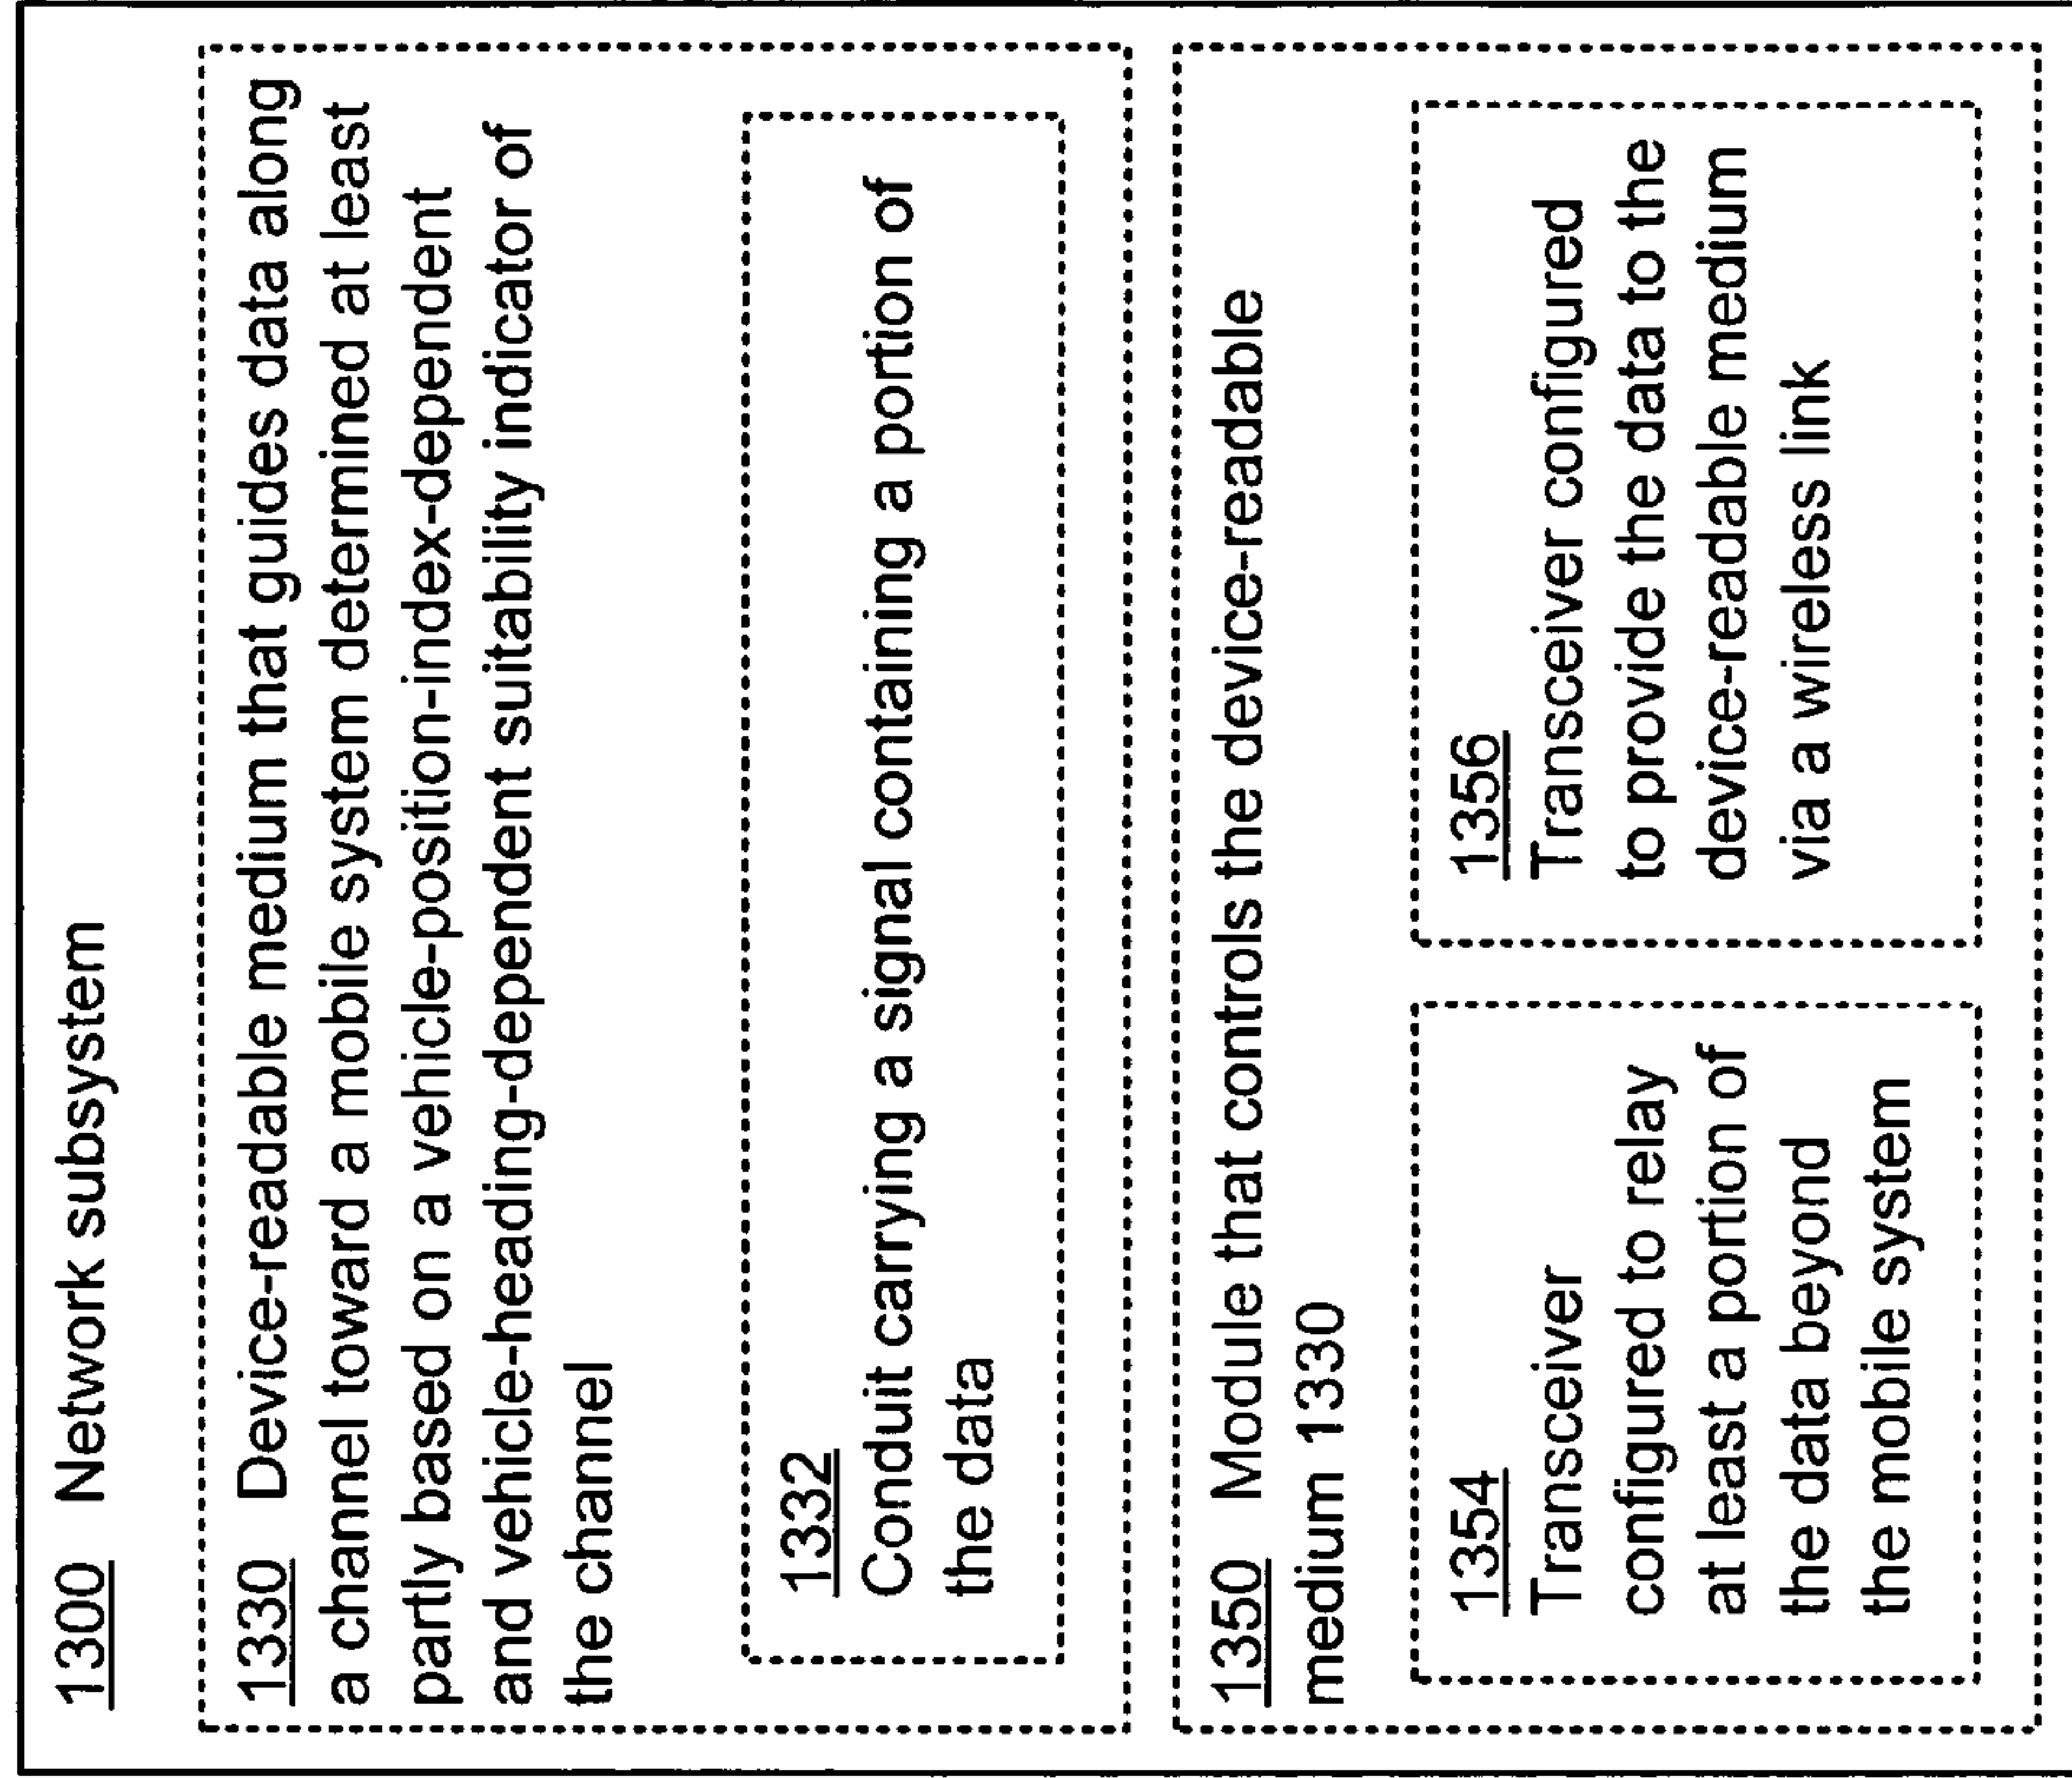 1300 Network subsystem
1330 Device-readable medium that guides data along
a channel toward a mobile system determined at least
partly based on a vehicle-position-index-dependent
and vehicle-heading-dependent suitability indicator of
the channel
1332
Conduit carrying a signal containing a portion of
the data
1350 Module that controls the device-readable
medium 1330
1354
Transceiver
configured to relay
at least a portion of
the data beyond
the mobile system
1356
Transceiver configured
to provide the data to the
device-readable medium
via a wireless link